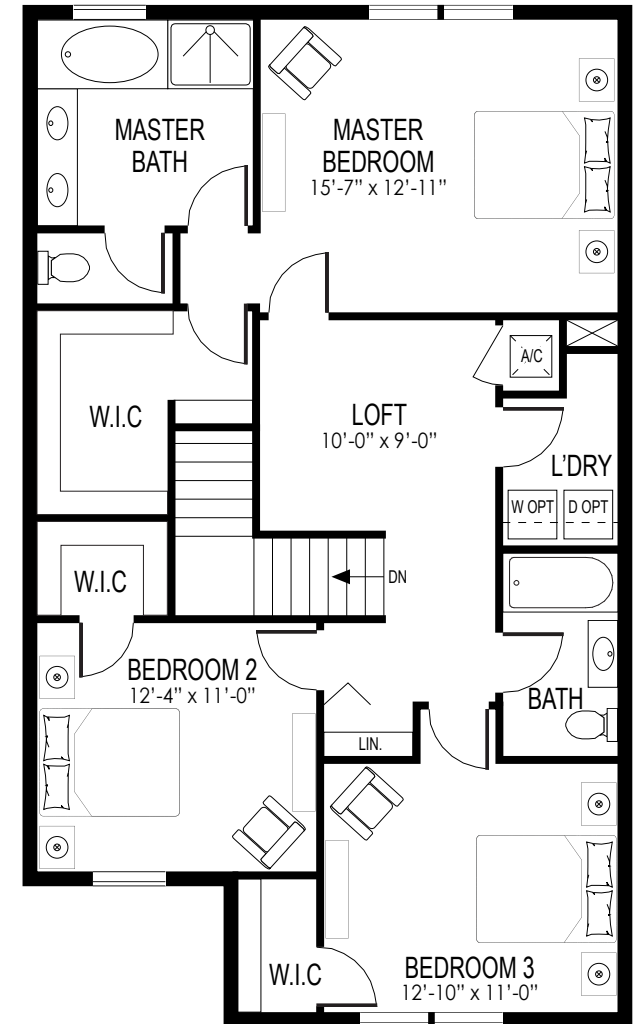 MASTER
BATH
MASTER
BEDROOM
15'-7” x 12'-11”
A/C
W.I.C
LOFT
10'-0” x 9'-0”
L'DRY
W OPT
D OPT
W.I.C
DN
BEDROOM 2
12'-4” x 11'-0”
BATH
LIN.
W.I.C
BEDROOM 3
12'-10” x 11'-0”